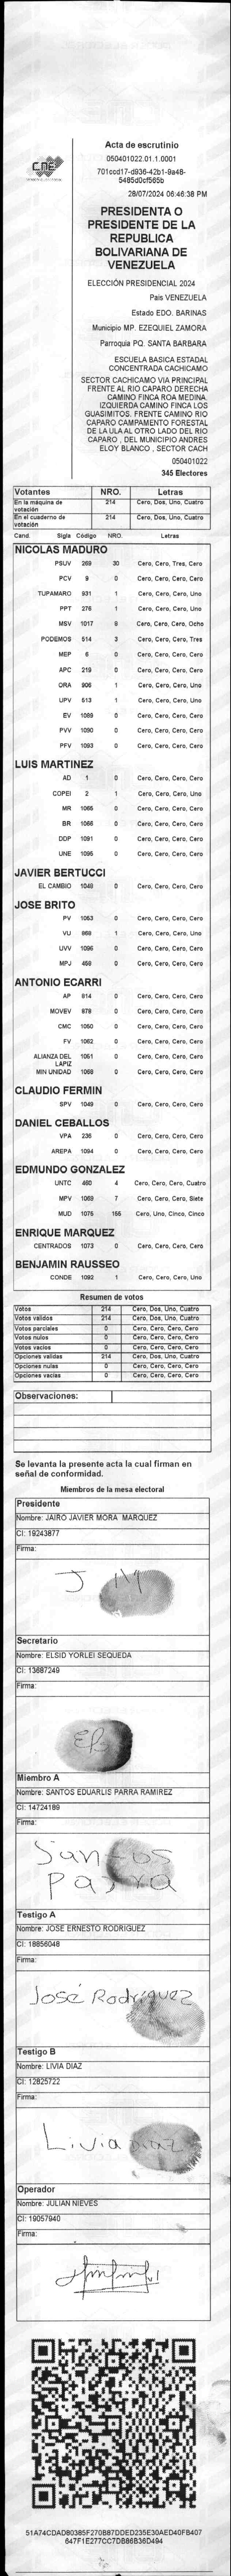 CNE
Acta de escrutinio
050401022.01.1.0001
701ccd17-d936-42b1-9a48-
5485d0cf565b
28/07/2024 06:46:38 PM
PRESIDENTA O
PRESIDENTE DE LA
REPUBLICA
BOLIVARIANA DE
VENEZUELA
ELECCIÓN PRESIDENCIAL 2024
Pais VENEZUELA
Estado EDO. BARINAS
Municipio MP. EZEQUIEL ZAMORA
Parroquia PQ. SANTA BARBARA
ESCUELA BASICA ESTADAL
CONCENTRADA CACHICAMO
SECTOR CACHICAMO VIA PRINCIPAL
FRENTE AL RIO CAPARO DERECHA
CAMINO FINCA ROA MEDINA.
IZQUIERDA CAMINO FINCA LOS
GUASIMITOS. FRENTE CAMINO RIO
CAPARO CAMPAMENTO FORESTAL
DE LA ULA AL OTRO LADO DEL RIO
CAPARO , DEL MUNICIPIO ANDRES
ELOY BLANCO , SECTOR CACH
050401022
345 Electores
Votantes NRO. Letras
En la máquina de votación 214 Cero, Dos, Uno, Cuatro
En el cuaderno de votación 214 Cero, Dos, Uno, Cuatro
Cand. Sigla Código NRO. Letras
NICOLAS MADURO
PSUV 269 30 Cero, Cero, Tres, Cero
PCV 9 0 Cero, Cero, Cero, Cero
TUPAMARO 931 1 Cero, Cero, Cero, Uno
PPT 276 1 Cero, Cero, Cero, Uno
MSV 1017 8 Cero, Cero, Cero, Ocho
PODEMOS 514 3 Cero, Cero, Cero, Tres
MEP 6 0 Cero, Cero, Cero, Cero
APC 219 0 Cero, Cero, Cero, Cero
ORA 906 1 Cero, Cero, Cero, Uno
UPV 513 1 Cero, Cero, Cero, Uno
EV 1089 0 Cero, Cero, Cero, Cero
PVV 1090 0 Cero, Cero, Cero, Cero
PFV 1093 0 Cero, Cero, Cero, Cero
LUIS MARTINEZ
AD 1 0 Cero, Cero, Cero, Cero
COPEI 2 1 Cero, Cero, Cero, Uno
MR 1065 0 Cero, Cero, Cero, Cero
BR 1066 0 Cero, Cero, Cero, Cero
DDP 1091 0 Cero, Cero, Cero, Cero
UNE 1095 0 Cero, Cero, Cero, Cero
JAVIER BERTUCCI
EL CAMBIO 1048 0 Cero, Cero, Cero, Cero
JOSE BRITO
PV 1053 0 Cero, Cero, Cero, Cero
VU 868 1 Cero, Cero, Cero, Uno
UVV 1096 0 Cero, Cero, Cero, Cero
MPJ 458 0 Cero, Cero, Cero, Cero
ANTONIO ECARRI
AP 814 0 Cero, Cero, Cero, Cero
MOVEV 878 0 Cero, Cero, Cero, Cero
CMC 1050 0 Cero, Cero, Cero, Cero
FV 1062 0 Cero, Cero, Cero, Cero
ALIANZA DEL LAPIZ 1051 0 Cero, Cero, Cero, Cero
MIN UNIDAD 1058 0 Cero, Cero, Cero, Cero
CLAUDIO FERMIN
SPV 1049 0 Cero, Cero, Cero, Cero
DANIEL CEBALLOS
VPA 236 0 Cero, Cero, Cero, Cero
AREPA 1094 0 Cero, Cero, Cero, Cero
EDMUNDO GONZALEZ
UNTC 460 4 Cero, Cero, Cero, Cuatro
MPV 1069 7 Cero, Cero, Cero, Siete
MUD 1075 155 Cero, Uno, Cinco, Cinco
ENRIQUE MARQUEZ
CENTRADOS 1073 0 Cero, Cero, Cero, Cero
BENJAMIN RAUSSEO
CONDE 1092 1 Cero, Cero, Cero, Uno
Resumen de votos
Votos 214 Cero, Dos, Uno, Cuatro
Votos validos 214 Cero, Dos, Uno, Cuatro
Votos parciales 0 Cero, Cero, Cero, Cero
Votos nulos 0 Cero, Cero, Cero, Cero
Votos vacios 0 Cero, Cero, Cero, Cero
Opciones validas 214 Cero, Dos, Uno, Cuatro
Opciones nulas 0 Cero, Cero, Cero, Cero
Opciones vacias 0 Cero, Cero, Cero, Cero
Observaciones:
Se levanta la presente acta la cual firman en
señal de conformidad.
Miembros de la mesa electoral
Presidente
Nombre: JAIRO JAVIER MORA MARQUEZ
CI: 19243877
Firma:
J M
Secretario
Nombre: ELSID YORLEI SEQUEDA
CI: 13687249
Firma:
Miembro A
Nombre: SANTOS EDUARLIS PARRA RAMIREZ
CI: 14724189
Firma:
Santos
Parra
Testigo A
Nombre: JOSE ERNESTO RODRIGUEZ
CI: 18856048
Firma:
José Rodriguez
Testigo B
Nombre: LIVIA DIAZ
CI: 12825722
Firma:
Livia Diaz
Operador
Nombre: JULIAN NIEVES
CI: 19057940
Firma:
51A74CDAD80385F270B87DDED235E30AED40FB407
647F1E277CC7DB86B36D494